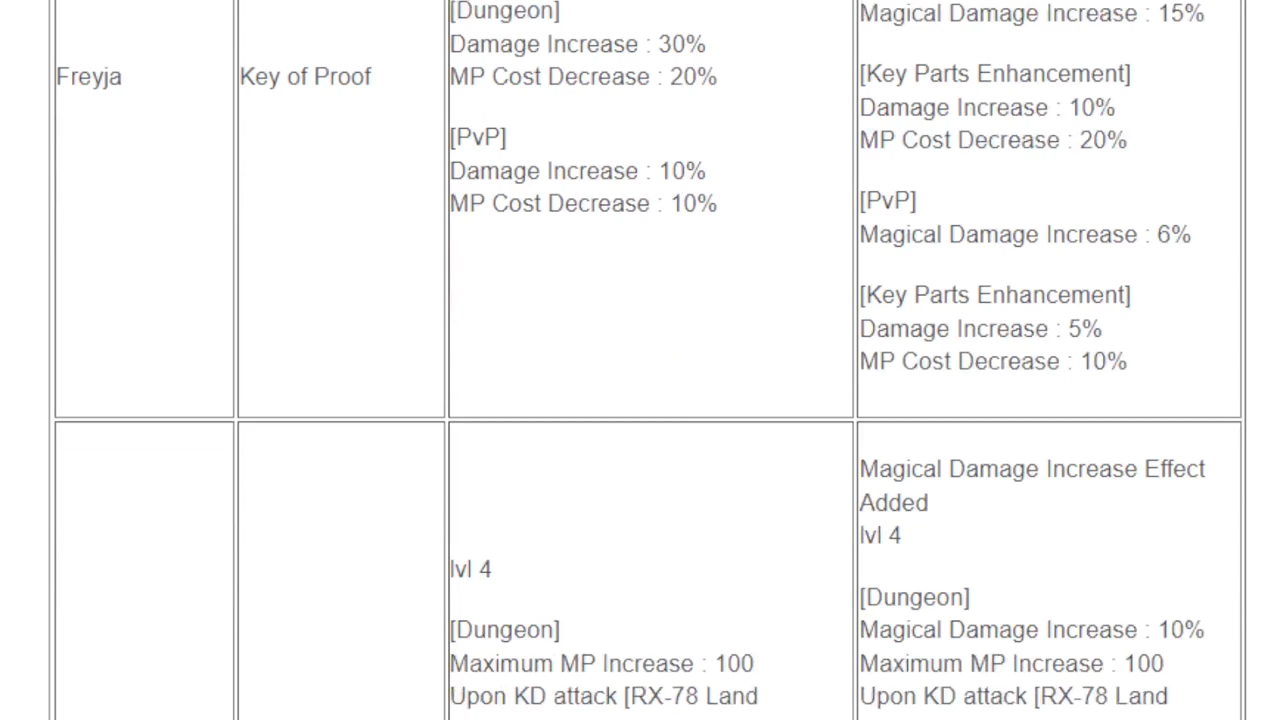 Freyja
Key of Proof
[Dungeon]
Damage Increase : 30%
MP Cost Decrease : 20%
[PvP]
Damage Increase : 10%
MP Cost Decrease : 10%
Magical Damage Increase : 15%
[Key Parts Enhancement]
Damage Increase : 10%
MP Cost Decrease : 20%
[PvP]
Magical Damage Increase : 6%
[Key Parts Enhancement]
Damage Increase : 5%
MP Cost Decrease : 10%
lvl 4
[Dungeon]
Maximum MP Increase : 100
Upon KD attack [RX-78 Land
Magical Damage Increase Effect
Added
lvl 4
[Dungeon]
Magical Damage Increase : 10%
Maximum MP Increase : 100
Upon KD attack [RX-78 Land